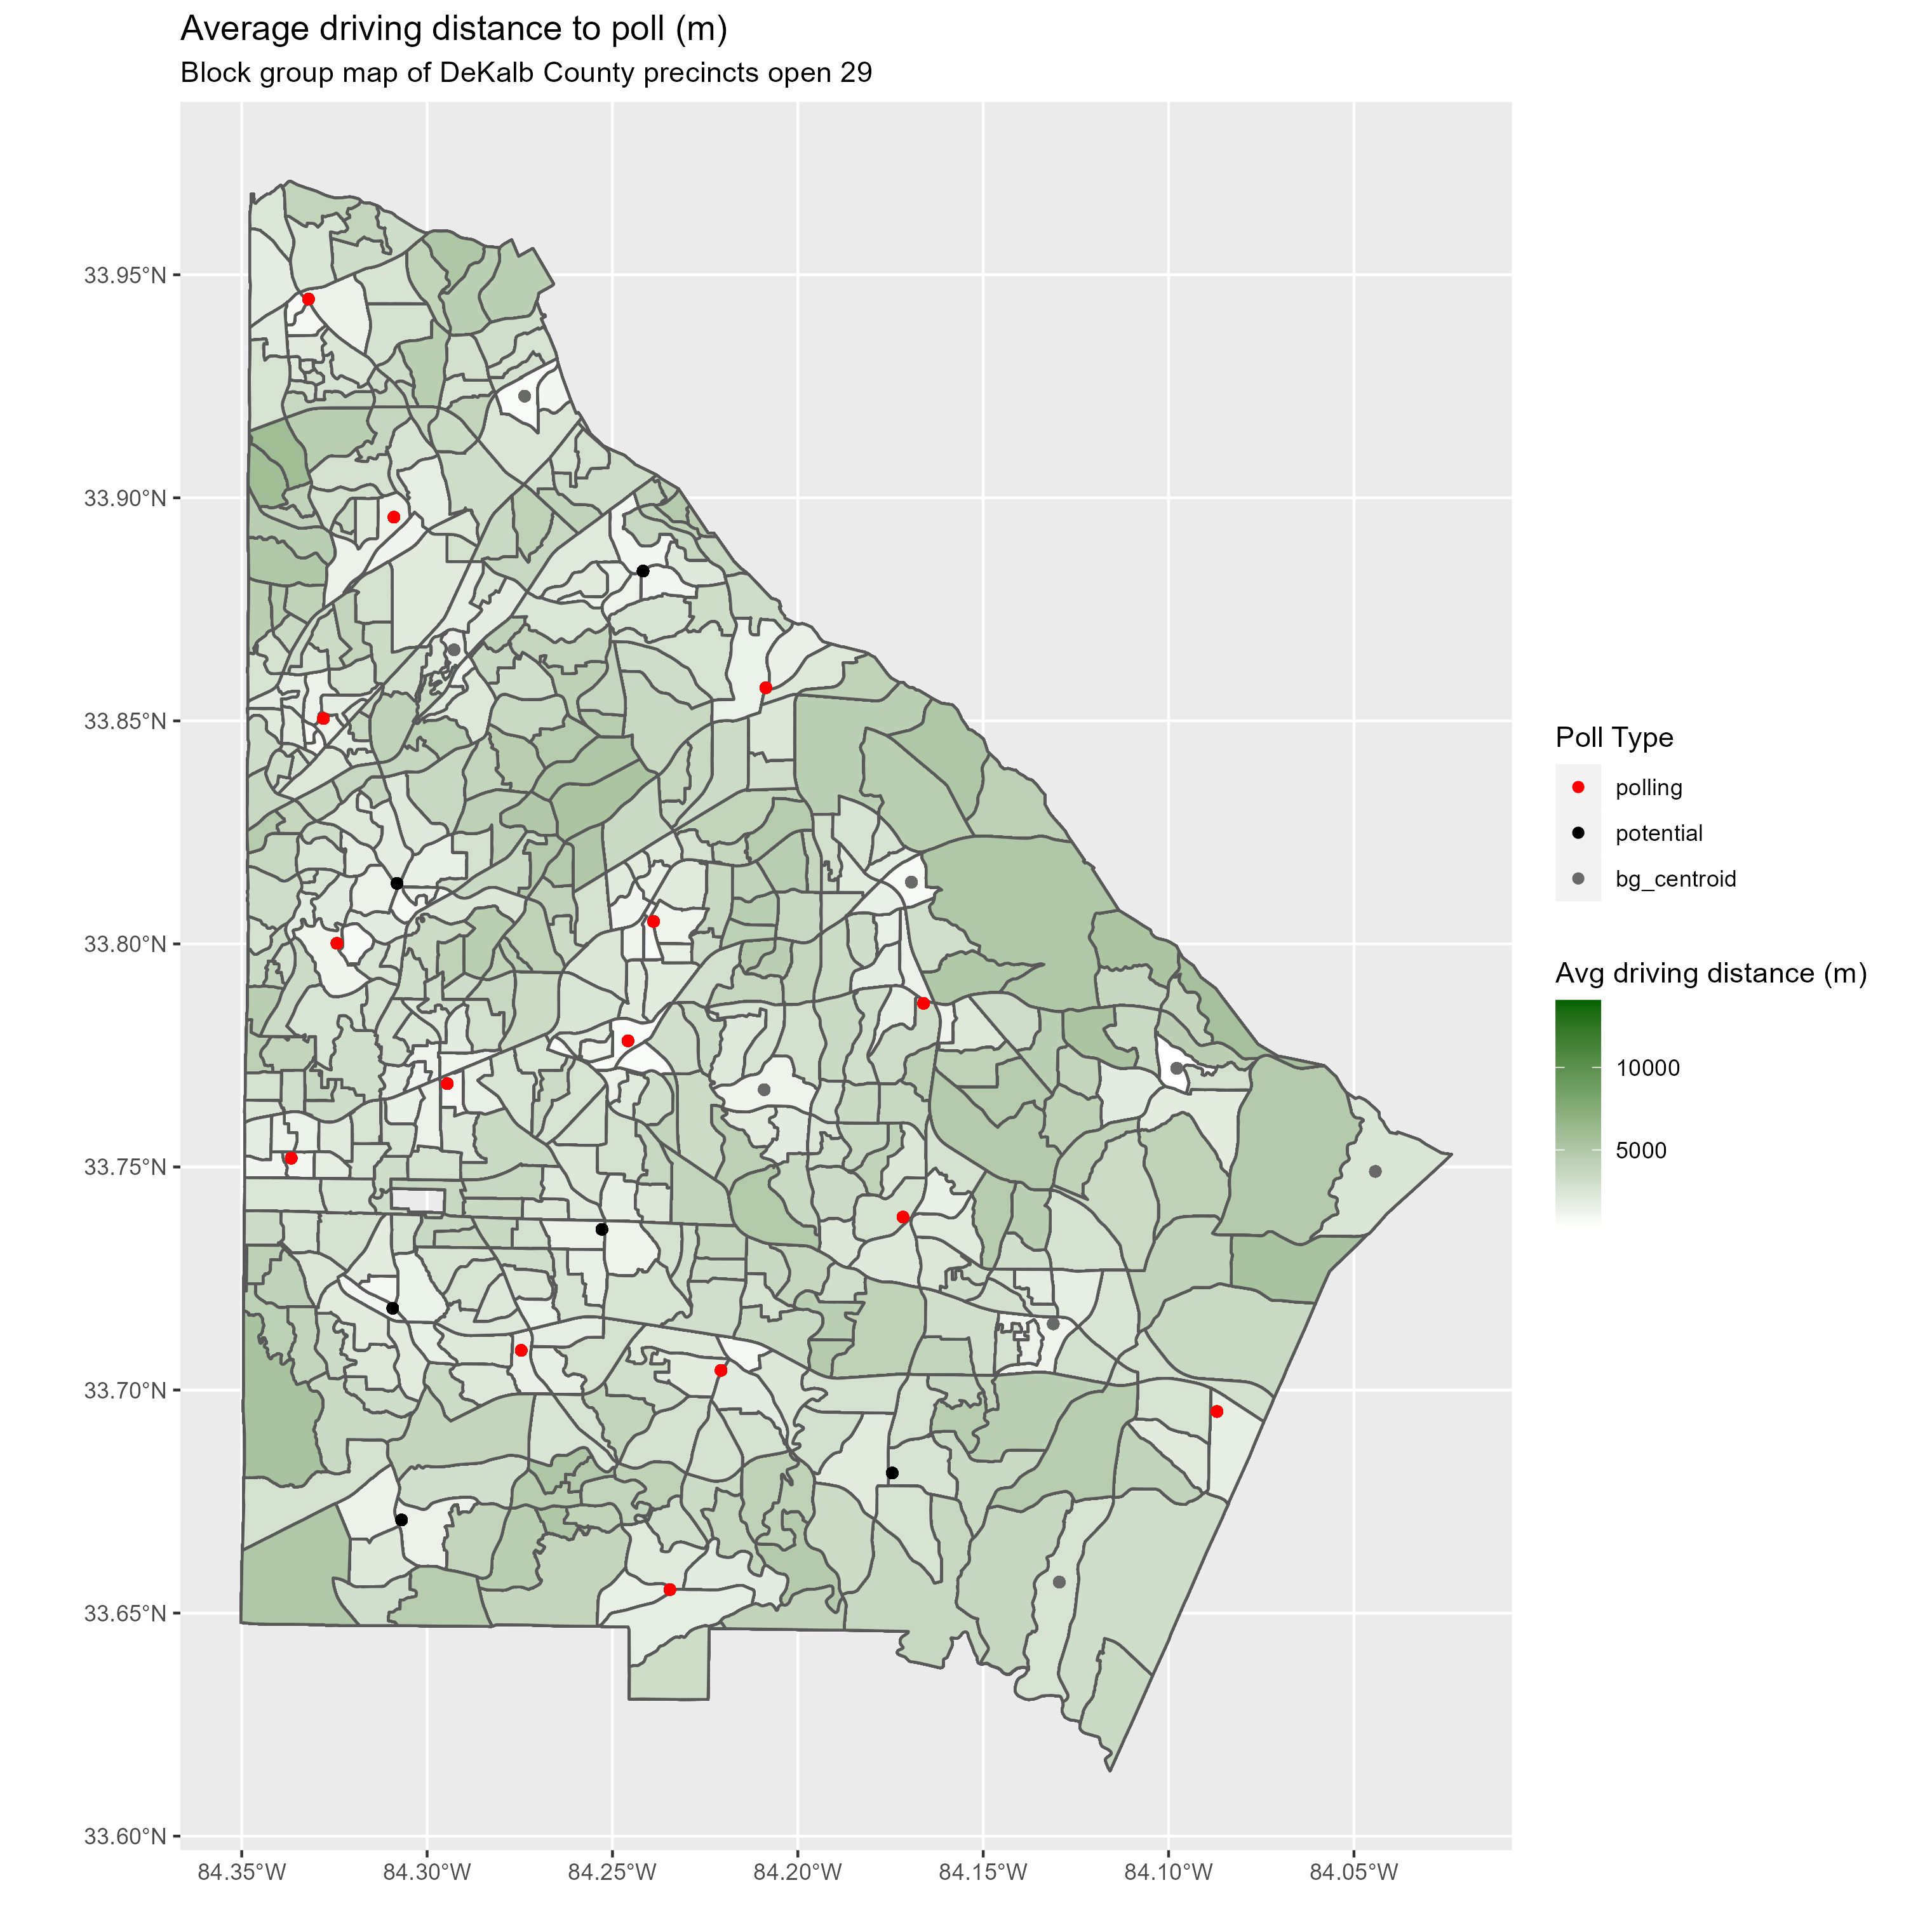 Average driving distance to poll (m)
Block group map of DeKalb County precincts open 29
33.95°N
33.90°N
33.85°N
33.80°N
33.75°N
33.70°N
33.65°N
33.60°N
84.35°W
84.30°W
84.25°W
84.20°W
84.15°W
84.10°W
84.05°W
Poll Type
polling
potential
bg_centroid
Avg driving distance (m)
10000
5000